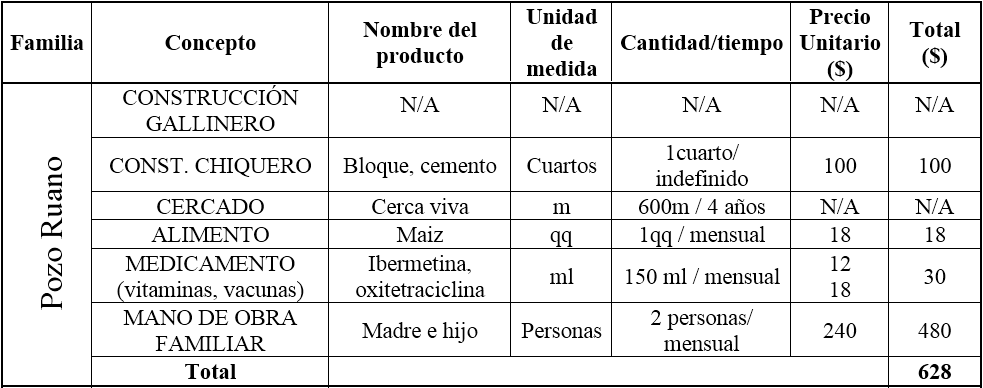 Familia Concepto Nombre del producto Unidad de medida Cantidad/tiempo Precio Unitario ($) Total ($)
Pozo Ruano
CONSTRUCCIÓN GALLINERO N/A N/A N/A N/A N/A
CONST. CHIQUERO Bloque, cemento Cuartos 1cuarto/ indefinido 100 100
CERCADO Cerca viva m 600m / 4 años N/A N/A
ALIMENTO Maiz qq 1qq / mensual 18 18
MEDICAMENTO (vitaminas, vacunas) Ibermetina, oxitetraciclina ml 150 ml / mensual 12 18 30
MANO DE OBRA FAMILIAR Madre e hijo Personas 2 personas/ mensual 240 480
Total 628